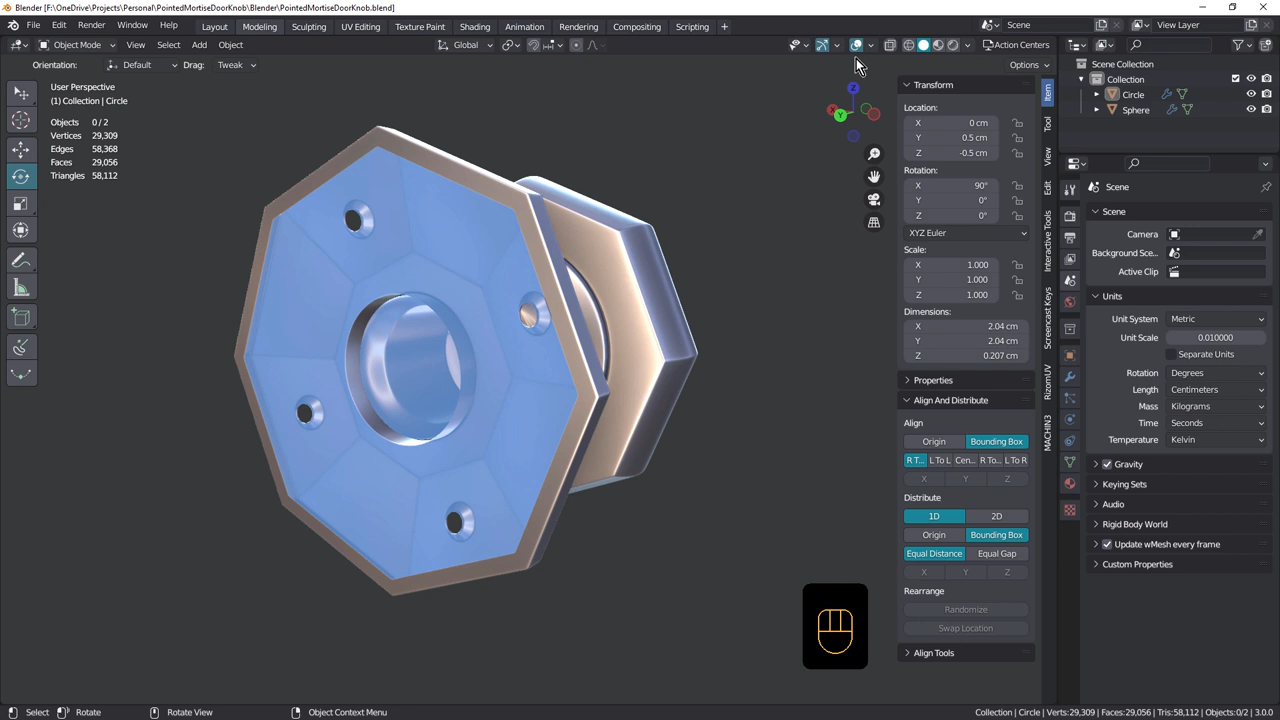 Blender [F:\OneDrive\Projects\Personal\PointedMortiseDoorKnob\Blender\PointedMortiseDoorKnob.blend]
File Edit Render Window Help
Layout Modeling Sculpting UV Editing Texture Paint Shading Animation Rendering Compositing Scripting +
Scene
View Layer
Object Mode View Select Add Object
Global
Action Centers
Orientation: Default Drag: Tweak
Options
User Perspective
(1) Collection | Circle
Objects 0 / 2
Vertices 29,309
Edges 58,368
Faces 29,056
Triangles 58,112
X
Z
Y
Transform
Location:
X 0 cm
Y 0.5 cm
Z -0.5 cm
Rotation:
X 90°
Y 0°
Z 0°
XYZ Euler
Scale:
X 1.000
Y 1.000
Z 1.000
Dimensions:
X 2.04 cm
Y 2.04 cm
Z 0.207 cm
Properties
Align And Distribute
Align
Origin Bounding Box
R T... L To L Cen... R To... L To R
X Y Z
Distribute
1D 2D
Origin Bounding Box
Equal Distance Equal Gap
X Y Z
Rearrange
Randomize
Swap Location
Align Tools
Item
Tool
View
Edit
Interactive Tools
Screencast Keys
RizomUV
MACHIN3
Scene Collection
Collection
Circle
Sphere
Scene
Scene
Camera
Background Sce...
Active Clip
Units
Unit System Metric
Unit Scale 0.010000
Separate Units
Rotation Degrees
Length Centimeters
Mass Kilograms
Time Seconds
Temperature Kelvin
Gravity
Keying Sets
Audio
Rigid Body World
Update wMesh every frame
Custom Properties
Select Rotate Rotate View Object Context Menu
Collection | Circle | Verts:29,309 | Faces:29,056 | Tris:58,112 | Objects:0/2 | 3.0.0